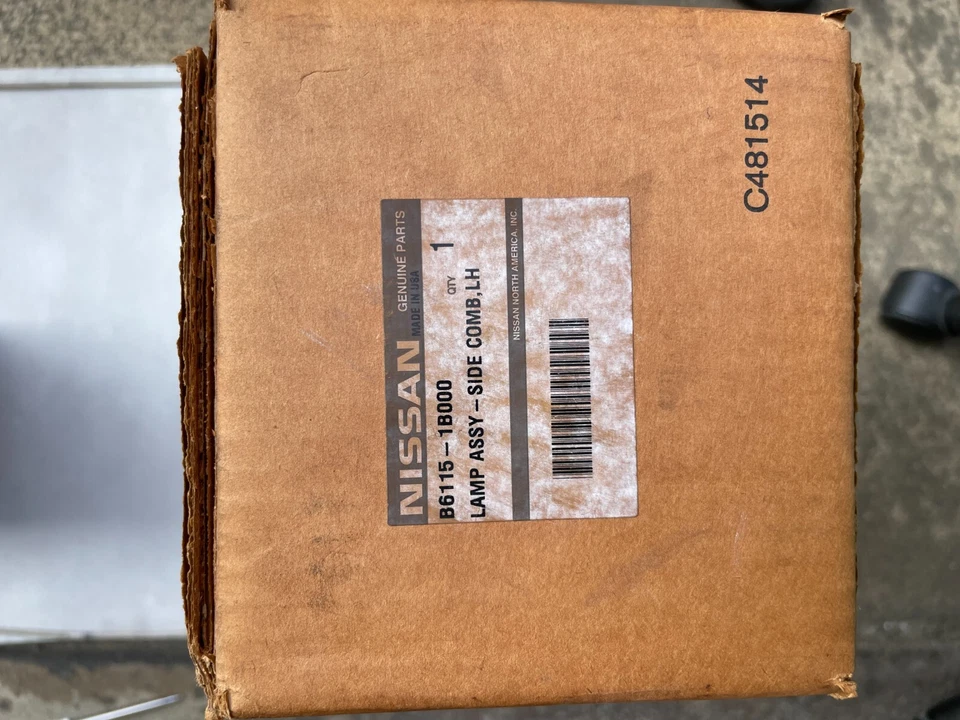 NISSAN GENUINE PARTS
MADE IN USA
B6115-1B000 QTY 1
LAMP ASSY-SIDE COMB,LH
NISSAN NORTH AMERICA, INC.
C481514